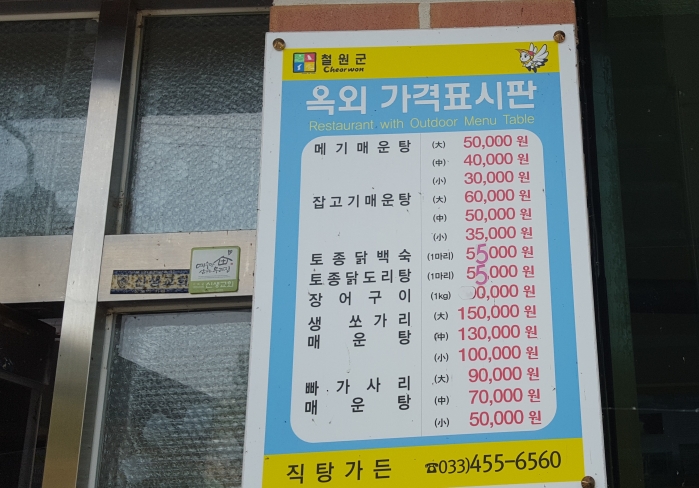 철원군
Cheorwon
옥외 가격표시판
Restaurant with Outdoor Menu Table
메기매운탕 (大) 50,000 원
(中) 40,000 원
(小) 30,000 원
잡고기매운탕 (大) 60,000 원
(中) 50,000 원
(小) 35,000 원
토종닭백숙 (1마리) 55,000 원
토종닭도리탕 (1마리) 55,000 원
장어구이 (1kg) 0,000 원
생쏘가리 (大) 150,000 원
매운탕 (中) 130,000 원
(小) 100,000 원
빠가사리 (大) 90,000 원
매운탕 (中) 70,000 원
(小) 50,000 원
직탕가든 ☎033)455-6560